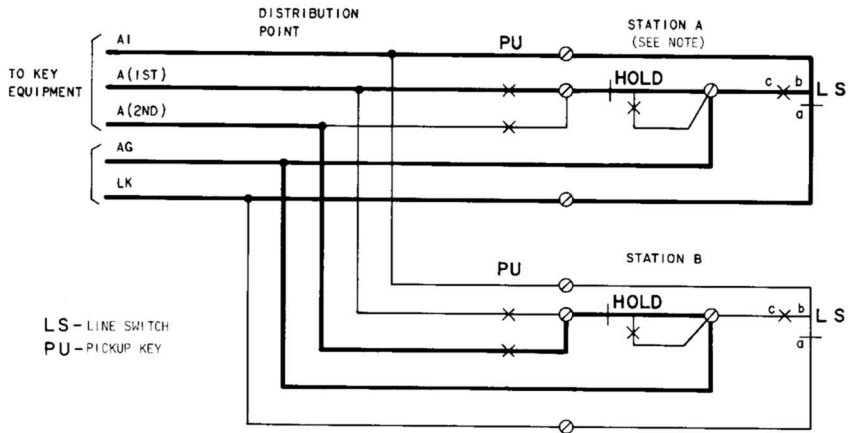 DISTRIBUTION
POINT
STATION A
(SEE NOTE)
TO KEY
EQUIPMENT
A1
A(1ST)
A(2ND)
AG
LK
PU
HOLD
c b
LS
a
STATION B
PU
HOLD
c b
LS
a
LS-LINE SWITCH
PU-PICKUP KEY